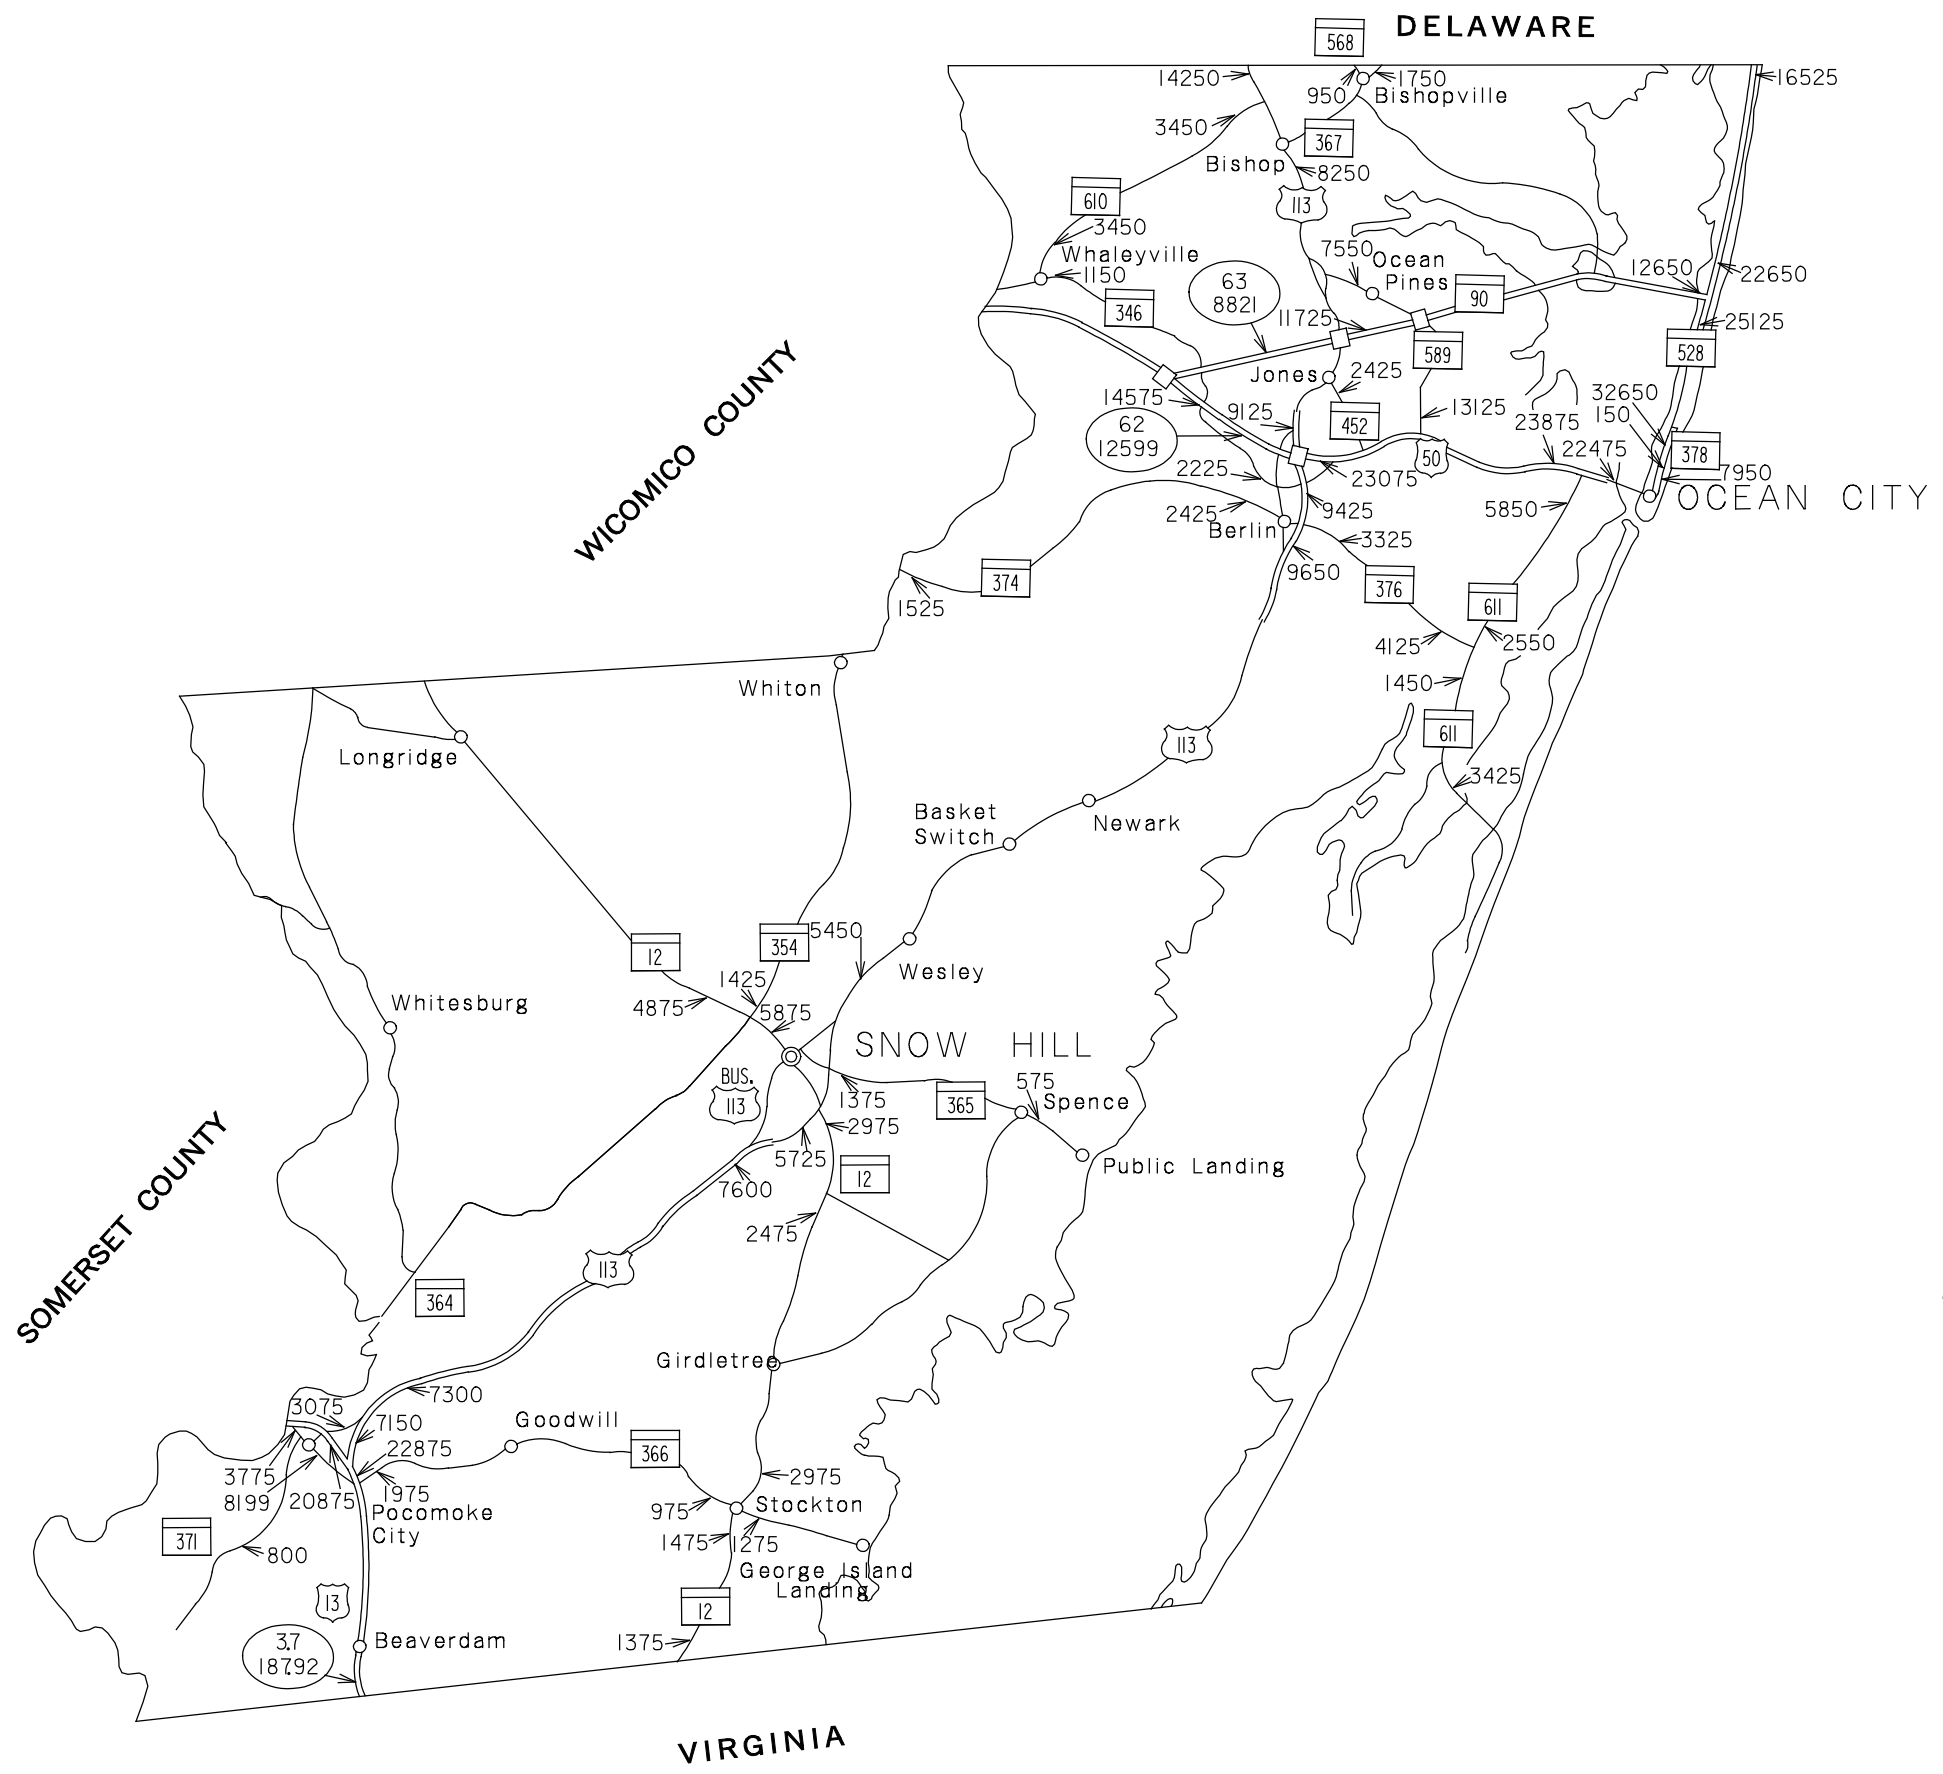 DELAWARE
568
14250
1750
16525
950
Bishopville
3450
367
Bishop
8250
610
113
3450
Whaleyville
1150
7550
Ocean
Pines
12650
22650
63
8821
90
346
11725
25125
589
528
WICOMICO COUNTY
Jones
2425
14575
9125
13125
32650
150
23875
62
12599
452
50
22475
378
2225
23075
7950
OCEAN CITY
2425
9425
5850
Berlin
3325
9650
374
376
1525
611
4125
2550
Whiton
1450
611
113
Longridge
3425
Basket
Switch
Newark
12
354
5450
Wesley
1425
4875
5875
Whitesburg
SNOW HILL
BUS.
113
1375
365
575
Spence
2975
5725
Public Landing
7600
12
SOMERSET COUNTY
2475
113
364
Girdletree
7300
3075
7150
Goodwill
22875
366
3775
8199
20875
1975
2975
Pocomoke
City
975
Stockton
371
1475
1275
800
George Island
Landing
13
12
3.7
18792
Beaverdam
1375
VIRGINIA